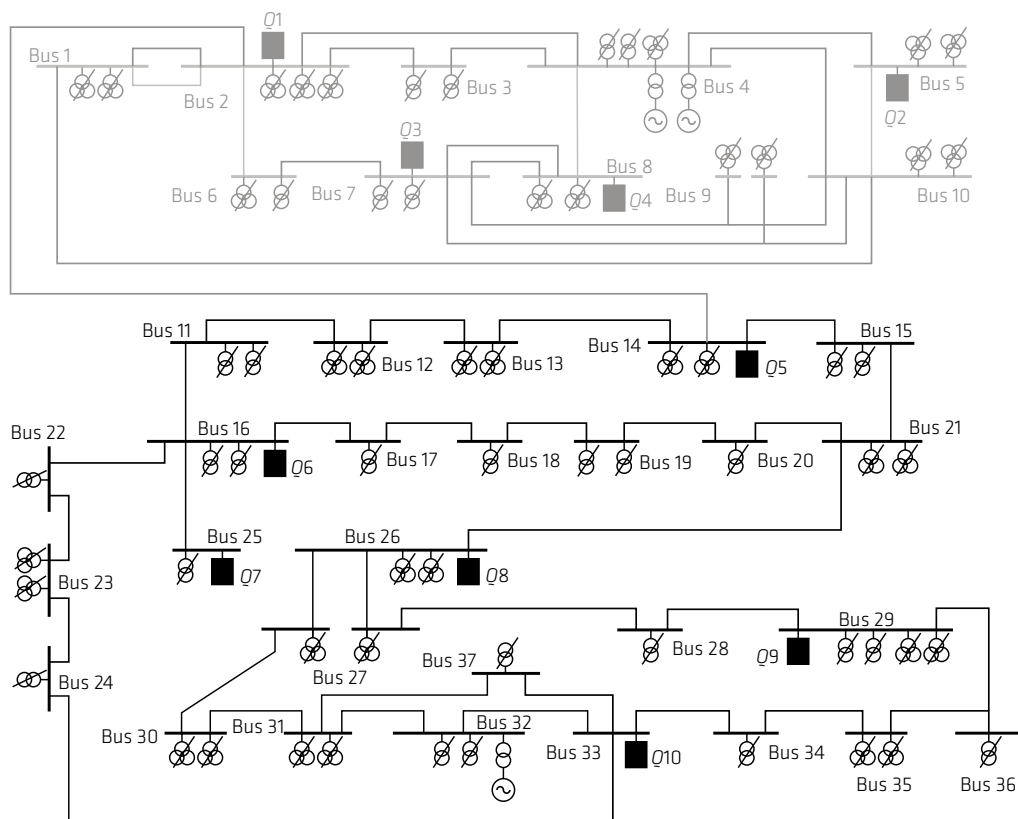 Q1
Bus 1
Bus 2
Bus 3
Bus 4
Bus 5
Q2
Q3
Bus 6
Bus 7
Bus 8
Q4
Bus 9
Bus 10
Bus 11
Bus 12
Bus 13
Bus 14
Q5
Bus 15
Bus 22
Bus 16
Q6
Bus 17
Bus 18
Bus 19
Bus 20
Bus 21
Bus 25
Q7
Bus 26
Q8
Bus 23
Bus 24
Bus 27
Bus 37
Bus 28
Q9
Bus 29
Bus 30
Bus 31
Bus 32
Bus 33
Q10
Bus 34
Bus 35
Bus 36